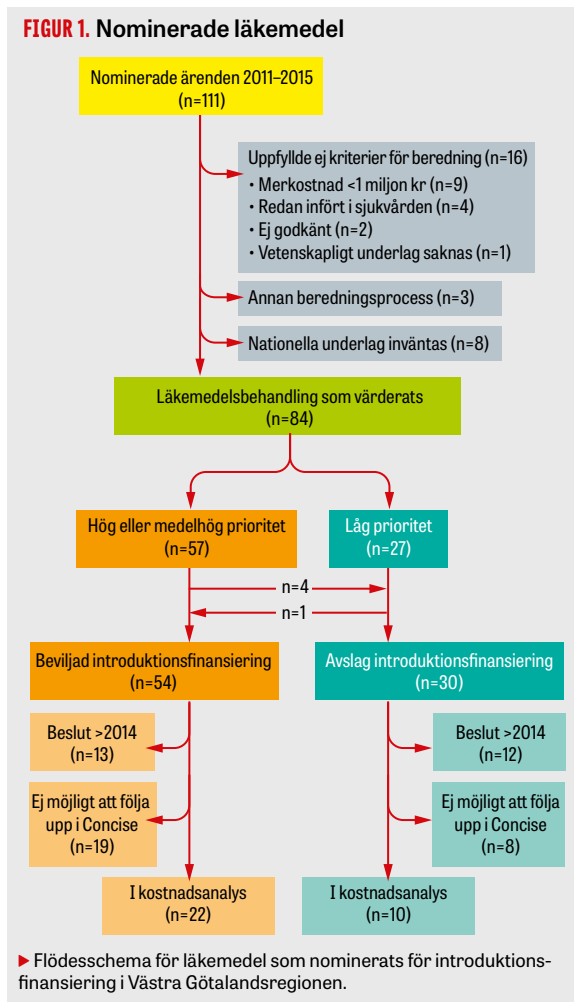 FIGUR 1. Nominerade läkemedel
Nominerade ärenden 2011–2015
(n=111)
Uppfyllde ej kriterier för beredning (n=16)
• Merkostnad <1 miljon kr (n=9)
• Redan infört i sjukvården (n=4)
• Ej godkänt (n=2)
• Vetenskapligt underlag saknas (n=1)
Annan beredningsprocess (n=3)
Nationella underlag inväntas (n=8)
Läkemedelsbehandling som värderats
(n=84)
Hög eller medelhög prioritet
(n=57)
Låg prioritet
(n=27)
n=4
n=1
Beviljad introduktionsfinansiering
(n=54)
Avslag introduktionsfinansiering
(n=30)
Beslut >2014
(n=13)
Beslut >2014
(n=12)
Ej möjligt att följa
upp i Concise
(n=19)
Ej möjligt att följa
upp i Concise
(n=8)
I kostnadsanalys
(n=22)
I kostnadsanalys
(n=10)
▶ Flödesschema för läkemedel som nominerats för introduktions-
finansiering i Västra Götalandsregionen.